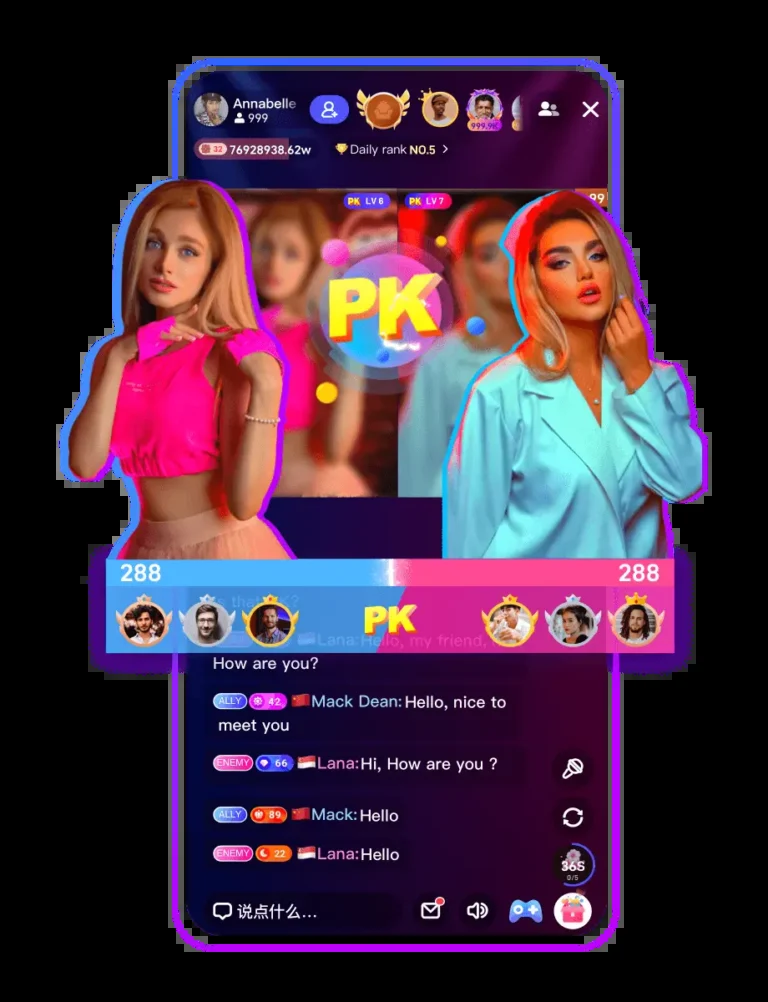 Annabelle
999
999.9K
32 76928938.62w
Daily rank NO.5 >
PK LV 6
PK LV 7
99
PK
288
288
PK
Lana: Hello, my friend.
How are you?
ALLY 42 Mack Dean: Hello, nice to
meet you
ENEMY 66 Lana: Hi, How are you ?
ALLY 89 Mack: Hello
ENEMY 22 Lana: Hello
365
0/5
说点什么...